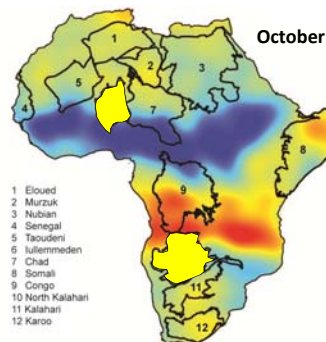 October
1
2
3
4
5
7
8
9
11
12
1 Eloued
2 Murzuk
3 Nubian
4 Senegal
5 Taoudeni
6 Iullemmeden
7 Chad
8 Somali
9 Congo
10 North Kalahari
11 Kalahari
12 Karoo